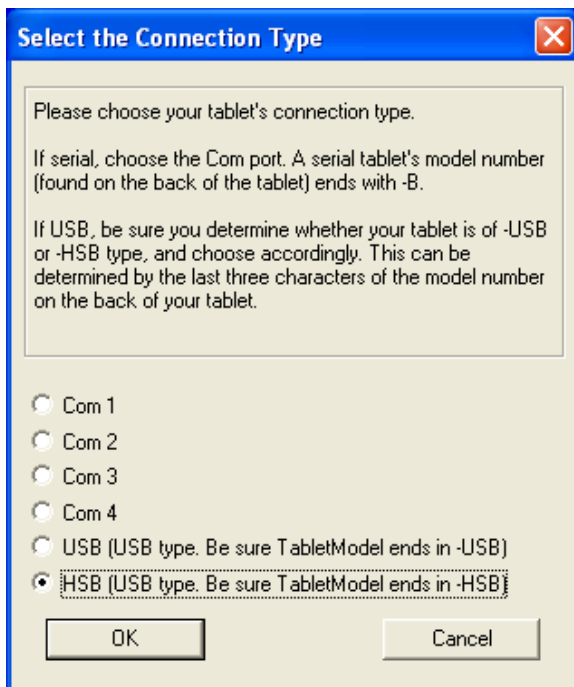 Select the Connection Type
Please choose your tablet's connection type.
If serial, choose the Com port. A serial tablet's model number
(found on the back of the tablet) ends with -B.
If USB, be sure you determine whether your tablet is of -USB
or -HSB type, and choose accordingly. This can be
determined by the last three characters of the model number
on the back of your tablet.
Com 1
Com 2
Com 3
Com 4
USB (USB type. Be sure TabletModel ends in -USB)
HSB (USB type. Be sure TabletModel ends in -HSB)
OK Cancel